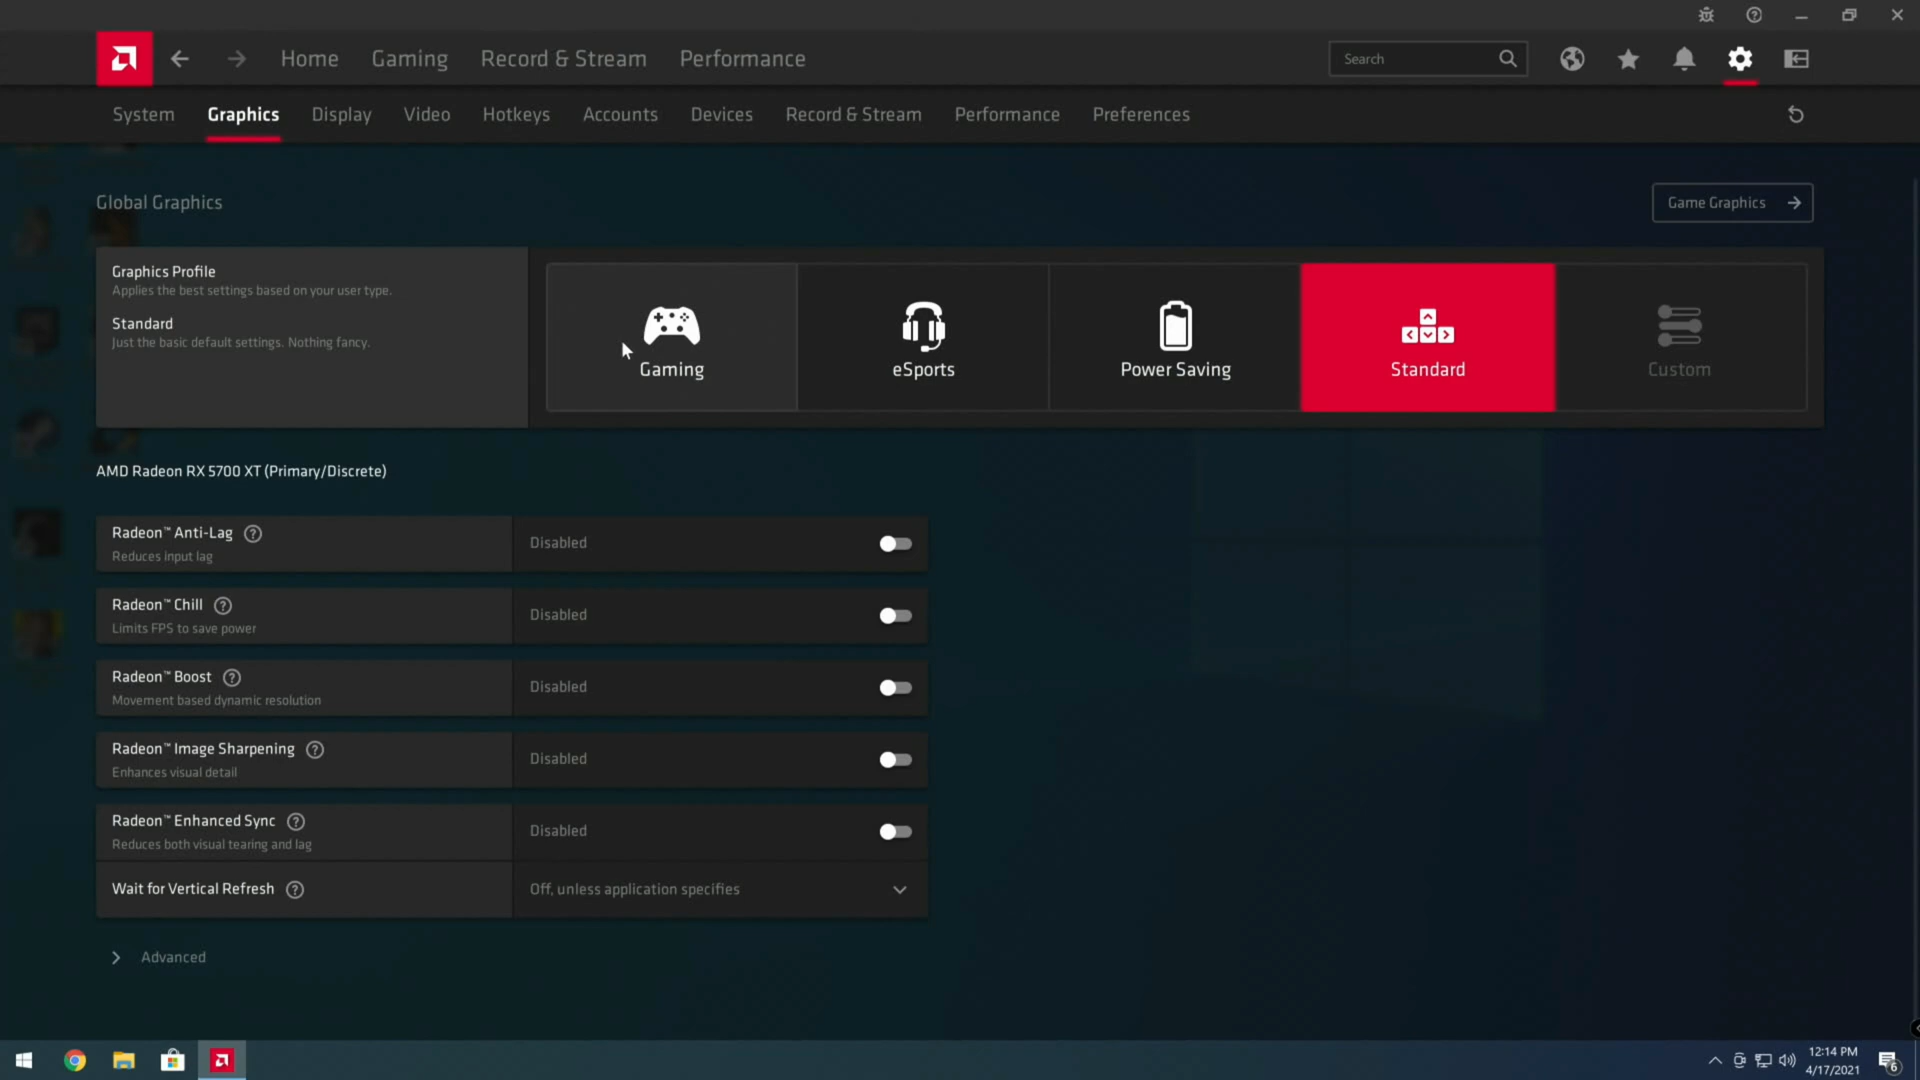 Home Gaming Record & Stream Performance Search
System Graphics Display Video Hotkeys Accounts Devices Record & Stream Performance Preferences
Global Graphics
Game Graphics
Graphics Profile
Applies the best settings based on your user type.
Standard
Just the basic default settings. Nothing fancy.
Gaming
eSports
Power Saving
Standard
Custom
AMD Radeon RX 5700 XT (Primary/Discrete)
Radeon™ Anti-Lag ?
Reduces input lag
Disabled
Radeon™ Chill ?
Limits FPS to save power
Disabled
Radeon™ Boost ?
Movement based dynamic resolution
Disabled
Radeon™ Image Sharpening ?
Enhances visual detail
Disabled
Radeon™ Enhanced Sync ?
Reduces both visual tearing and lag
Disabled
Wait for Vertical Refresh ?
Off, unless application specifies
Advanced
12:14 PM
4/17/2021
6